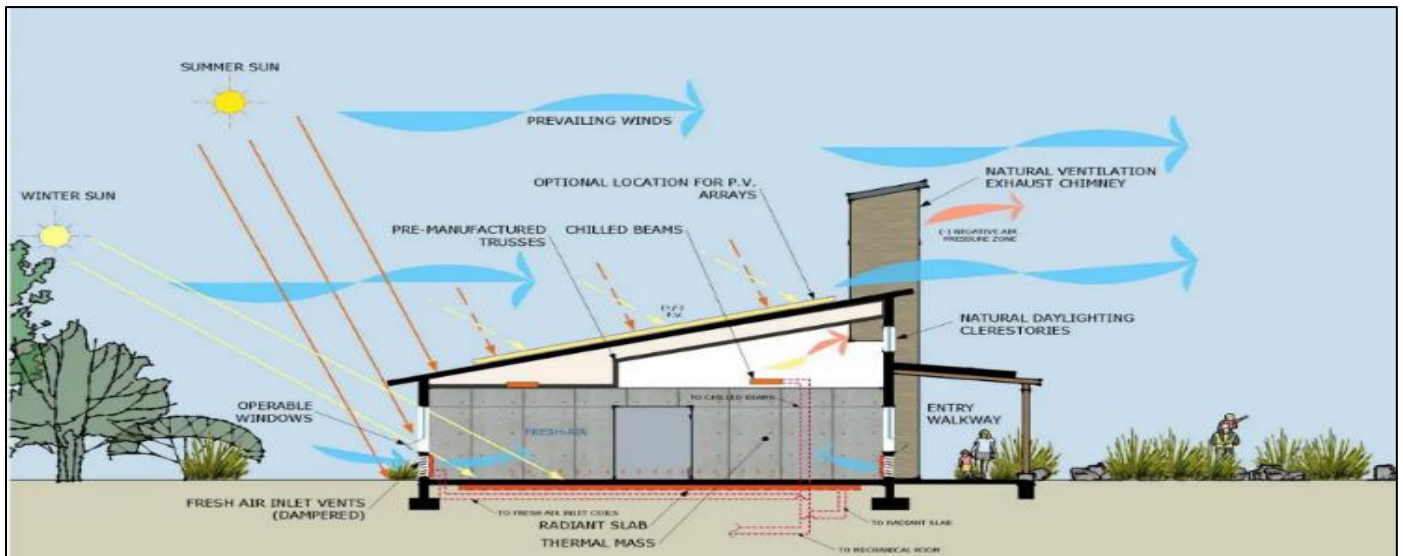 SUMMER SUN
PREVAILING WINDS
NATURAL VENTILATION
EXHAUST CHIMNEY
OPTIONAL LOCATION FOR P.V.
ARRAYS
WINTER SUN
PRE-MANUFACTURED
TRUSSES
CHILLED BEAMS
(-) NEGATIVE AIR
PRESSURE ZONE
P.V.
NATURAL DAYLIGHTING
CLERESTORIES
TO CHILLED BEAMS
OPERABLE
WINDOWS
ENTRY
WALKWAY
FRESH-AIR
FRESH AIR INLET VENTS
(DAMPERED)
TO FRESH AIR INLET COILS
RADIANT SLAB
TO RADIANT SLAB
THERMAL MASS
TO MECHANICAL ROOM